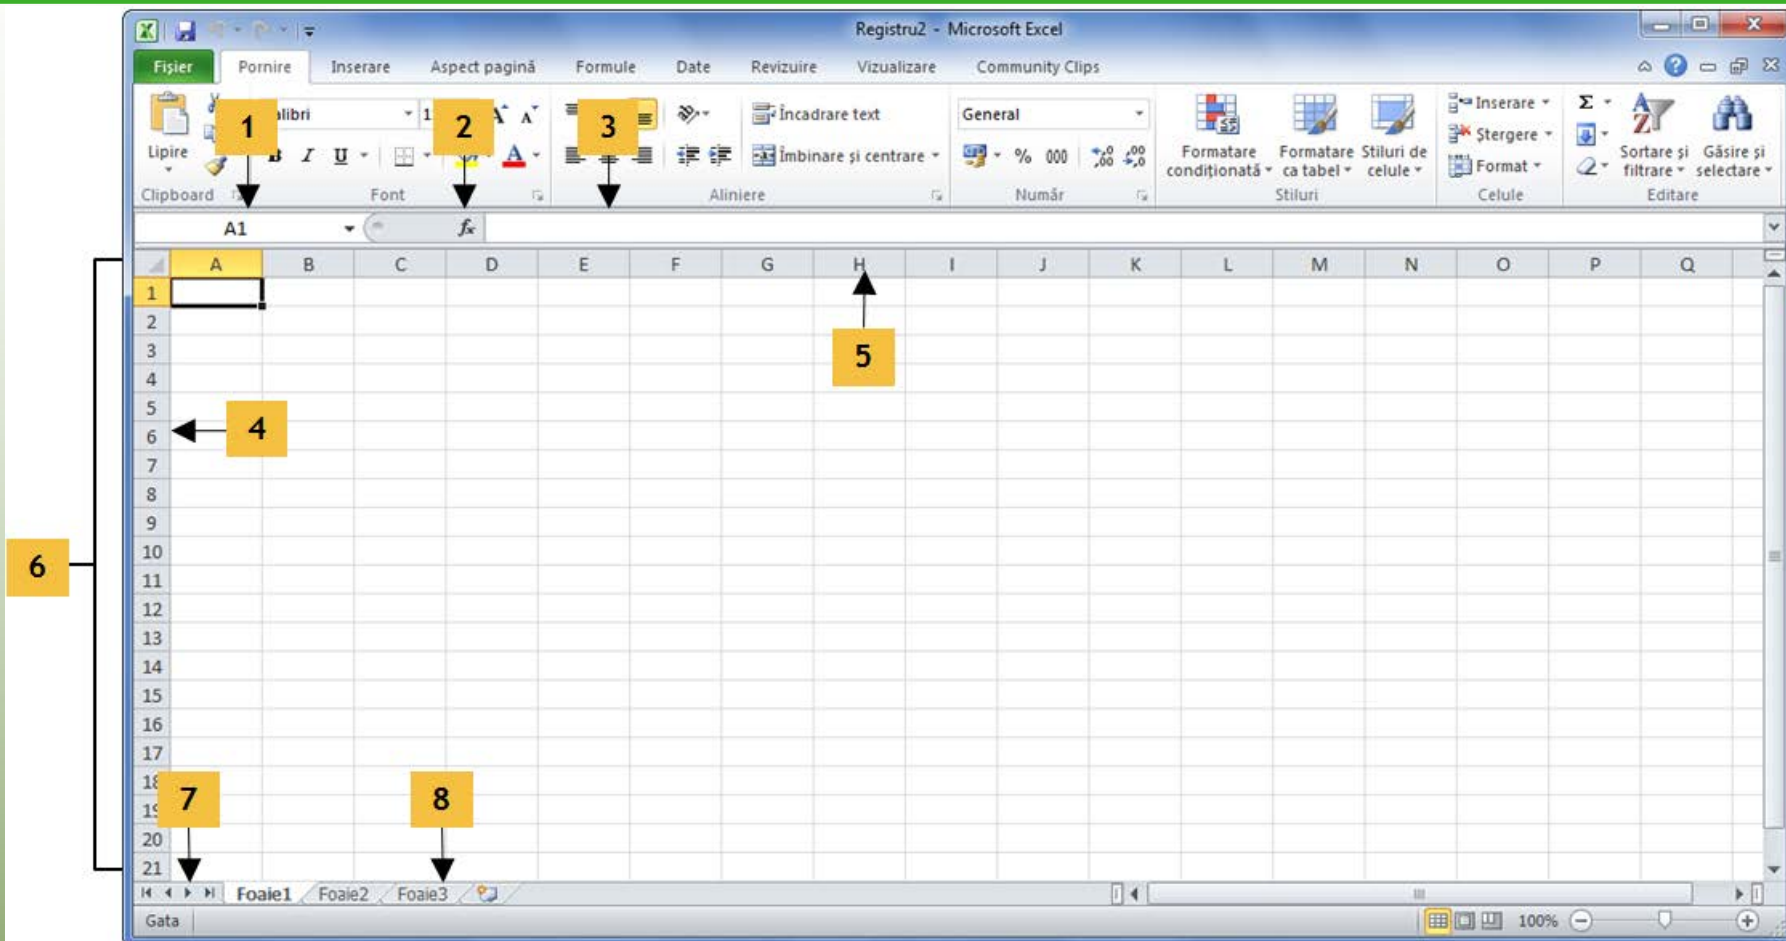 Registru2 - Microsoft Excel
Fișier Pornire Inserare Aspect pagină Formule Date Revizuire Vizualizare Community Clips
1 2 3
General
Încadrare text
Inserare
Ștergere
Format
Lipire
B I U A
Îmbinare și centrare
% 000
Formatare condiționată
Formatare ca tabel
Stiluri de celule
Σ
Sortare și filtrare
Găsire și selectare
Clipboard Font Aliniere Număr Stiluri Celule Editare
A1 fx
A B C D E F G H I J K L M N O P Q
1
2
3
5
4
5
4
6
7
8
9
10
6
11
12
13
14
15
16
17
7 8
20
21
Foaie1 Foaie2 Foaie3
Gata 100%